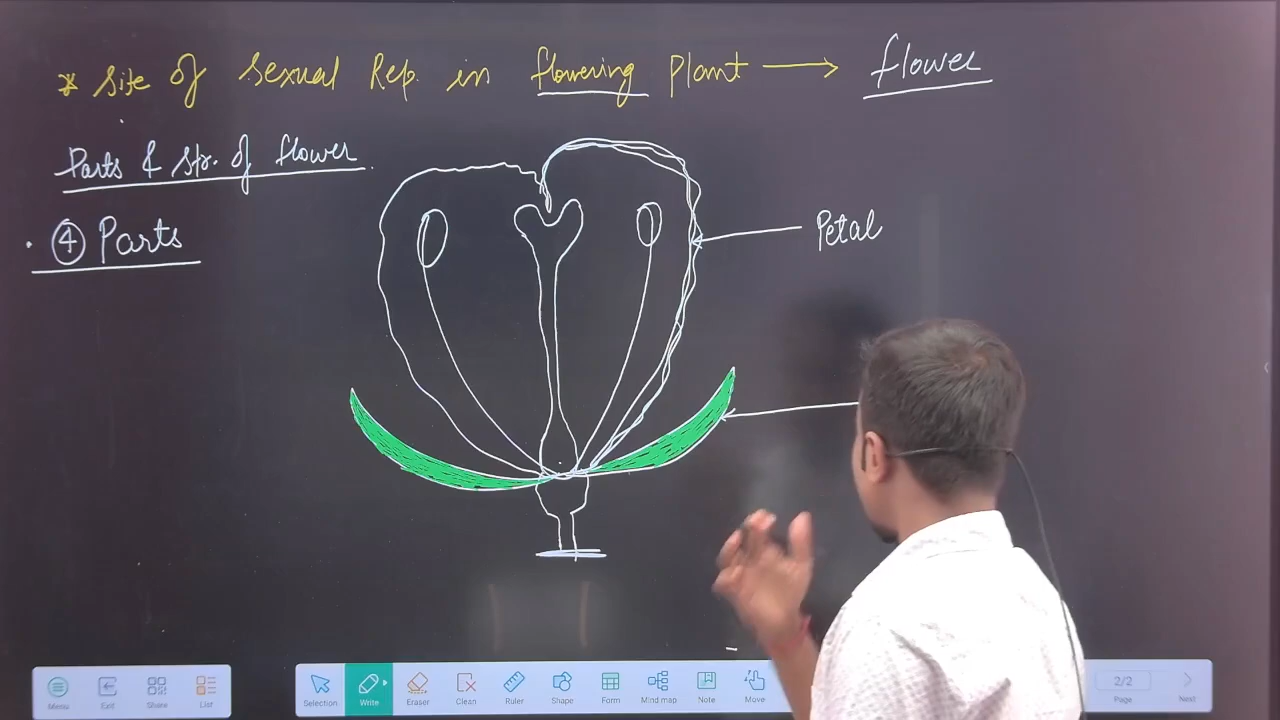 * Site of sexual Rep. in flowering Plant → flower
Parts & Str. of flower
• ④ Parts
Petal
Menu
Exit
Share
List
Selection
Write
Eraser
Clean
Ruler
Shape
Form
Mind map
Note
Move
2/2
Page
Next